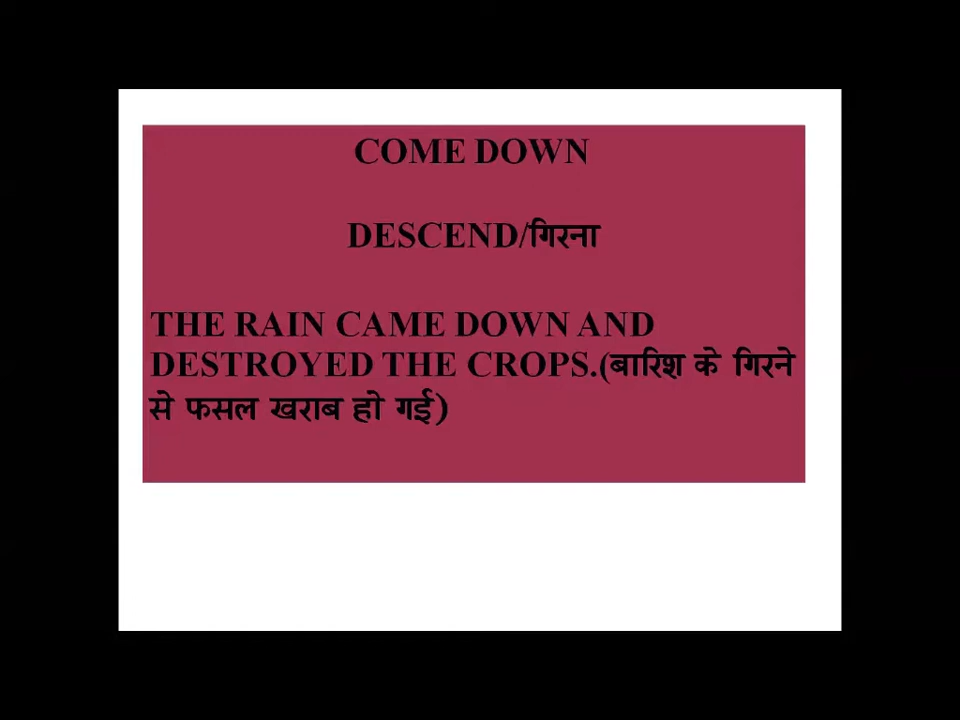 COME DOWN
DESCEND/गिरना
THE RAIN CAME DOWN AND
DESTROYED THE CROPS.(बारिश के गिरने
से फसल खराब हो गई)